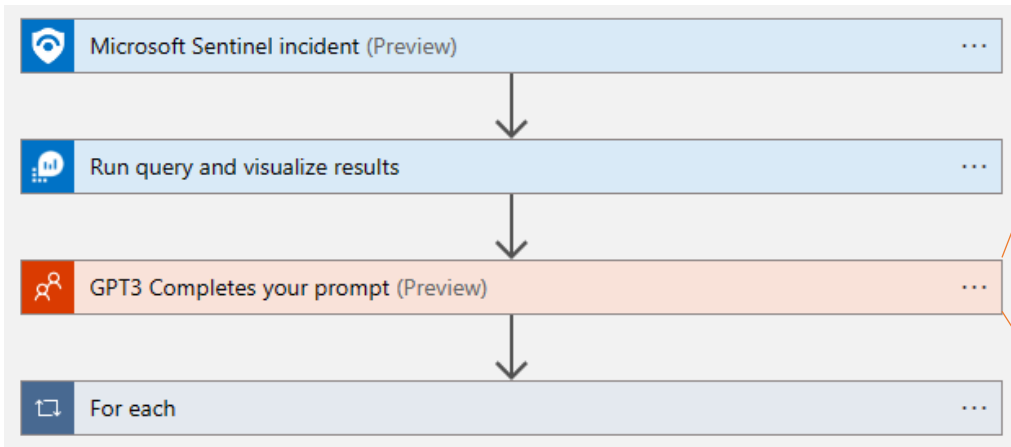 Microsoft Sentinel incident (Preview)
Run query and visualize results
GPT3 Completes your prompt (Preview)
For each